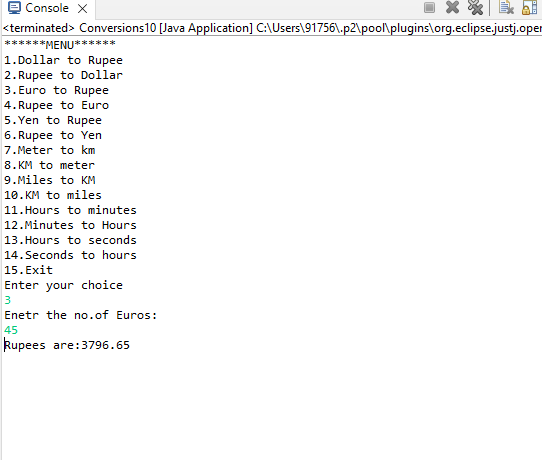 Console
<terminated> Conversions10 [Java Application] C:\Users\91756\.p2\pool\plugins\org.eclipse.justj.oper
******MENU******
1.Dollar to Rupee
2.Rupee to Dollar
3.Euro to Rupee
4.Rupee to Euro
5.Yen to Rupee
6.Rupee to Yen
7.Meter to km
8.KM to meter
9.Miles to KM
10.KM to miles
11.Hours to minutes
12.Minutes to Hours
13.Hours to seconds
14.Seconds to hours
15.Exit
Enter your choice
3
Enetr the no.of Euros:
45
Rupees are:3796.65